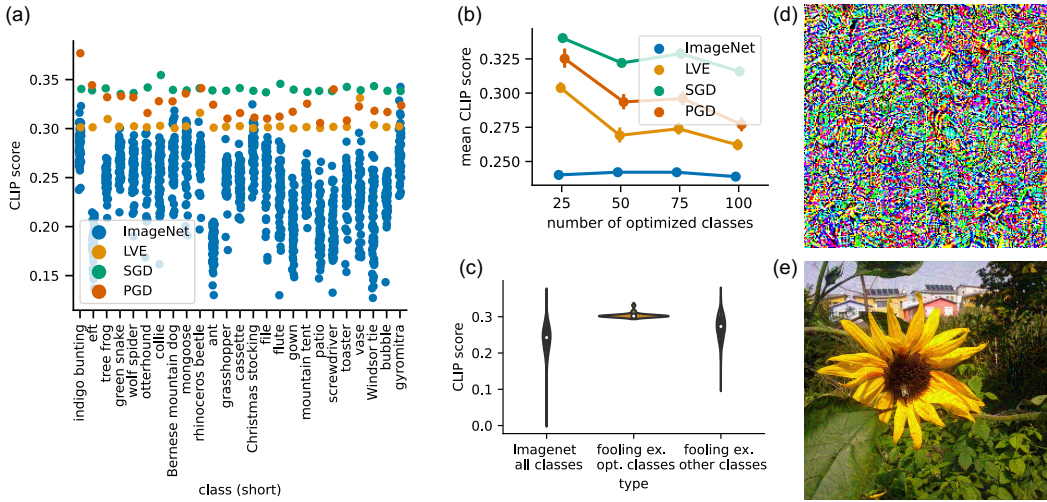 (a)
CLIP score
0.35
0.30
0.25
0.20
0.15
ImageNet
LVE
SGD
PGD
indigo bunting
eft
tree frog
green snake
wolf spider
otterhound
collie
Bernese mountain dog
mongoose
rhinoceros beetle
ant
grasshopper
cassette
Christmas stocking
file
flute
gown
mountain tent
patio
screwdriver
toaster
vase
Windsor tie
bubble
gyromitra
class (short)
(b)
mean CLIP score
0.325
0.300
0.275
0.250
ImageNet
LVE
SGD
PGD
25 50 75 100
number of optimized classes
(c)
CLIP score
0.3
0.2
0.1
0.0
Imagenet fooling ex. fooling ex.
all classes opt. classes other classes
type
(d)
(e)